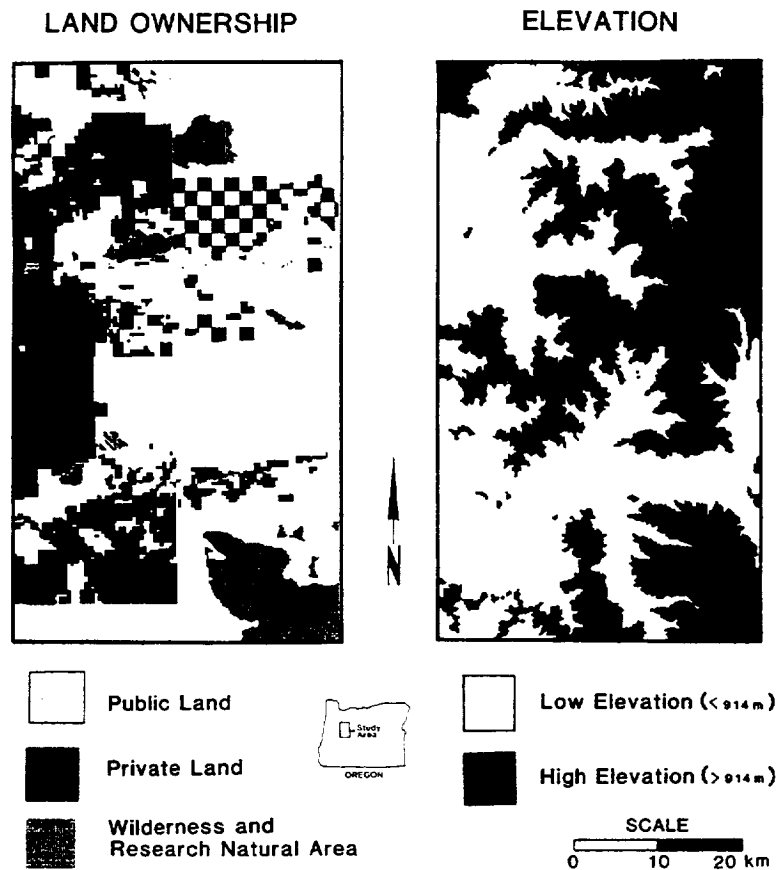 LAND OWNERSHIP
ELEVATION
N
Public Land
Private Land
Wilderness and
Research Natural Area
Study
Area
OREGON
Low Elevation (<914m)
High Elevation (>914m)
SCALE
0 10 20 km